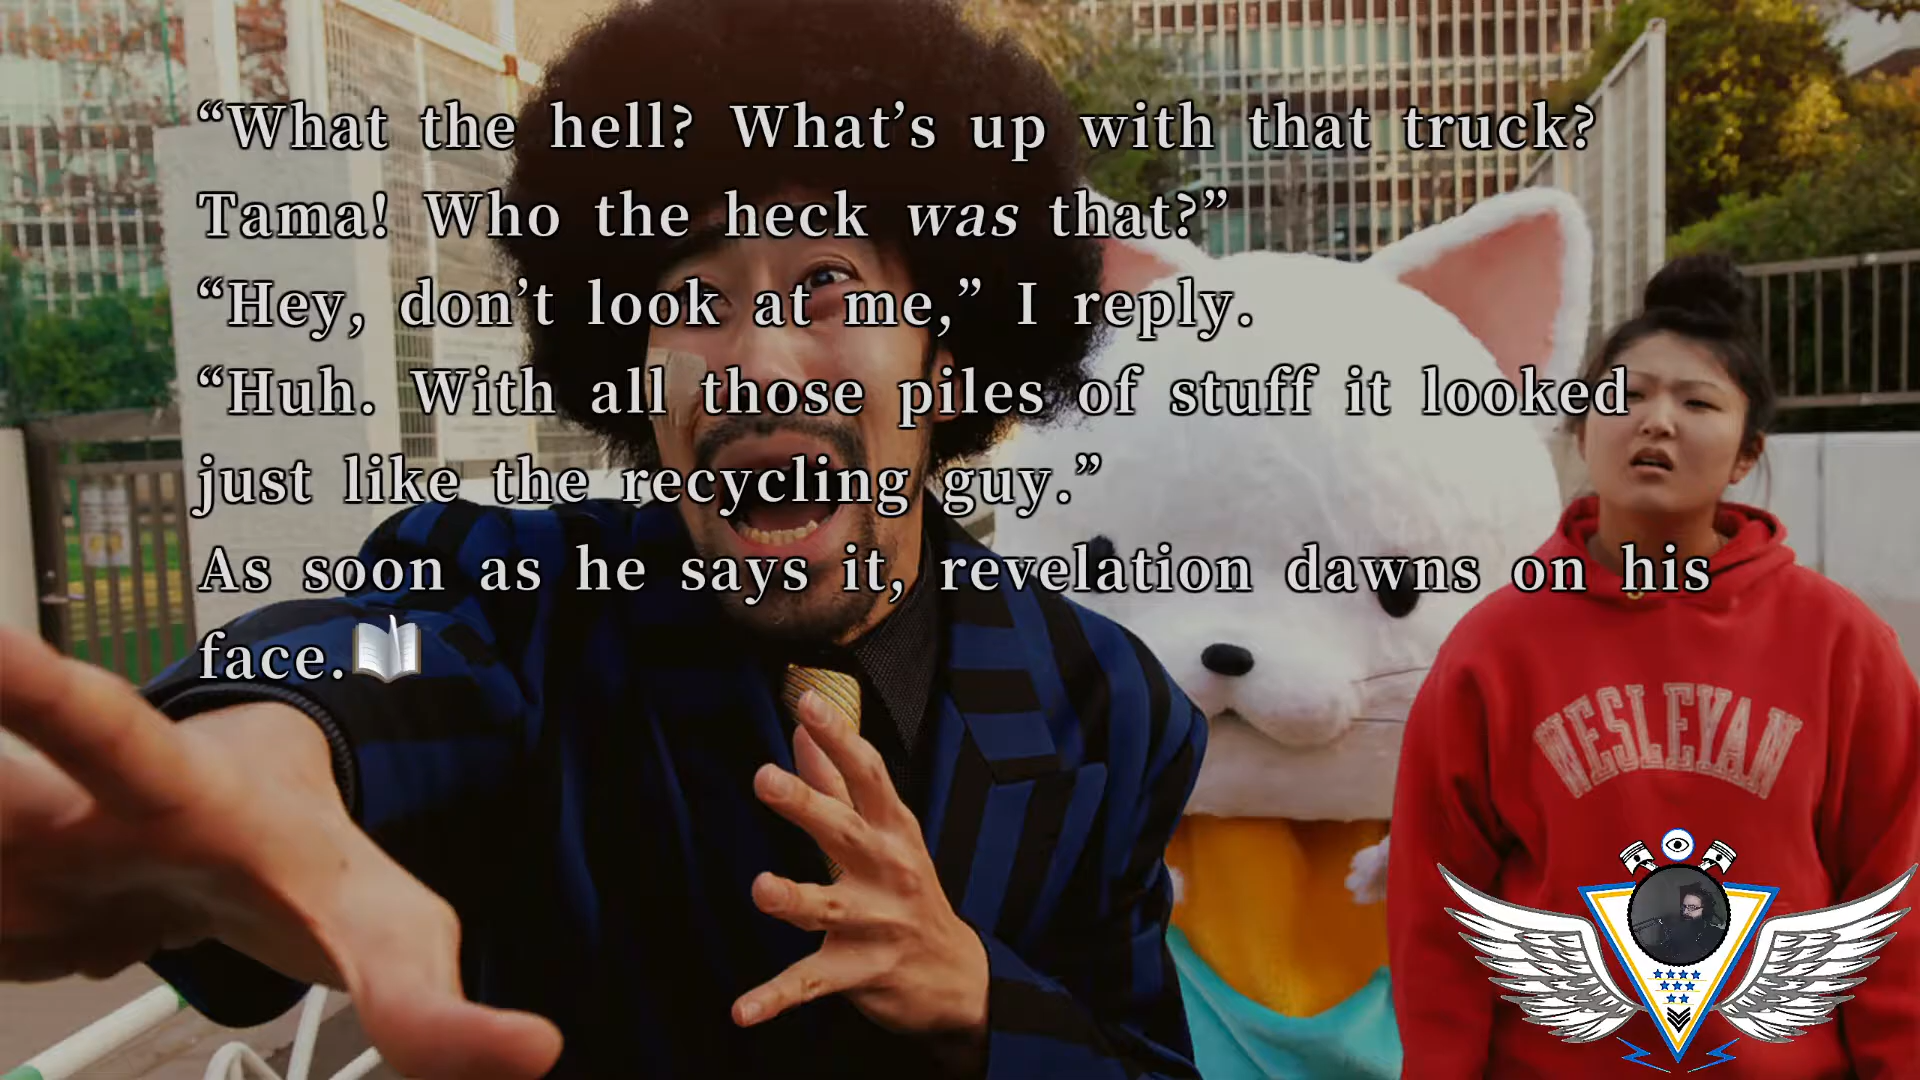 “What the hell? What’s up with that truck?
Tama! Who the heck was that?”
“Hey, don’t look at me,” I reply.
“Huh. With all those piles of stuff it looked
just like the recycling guy.”
As soon as he says it, revelation dawns on his
face.
WESLEYAN